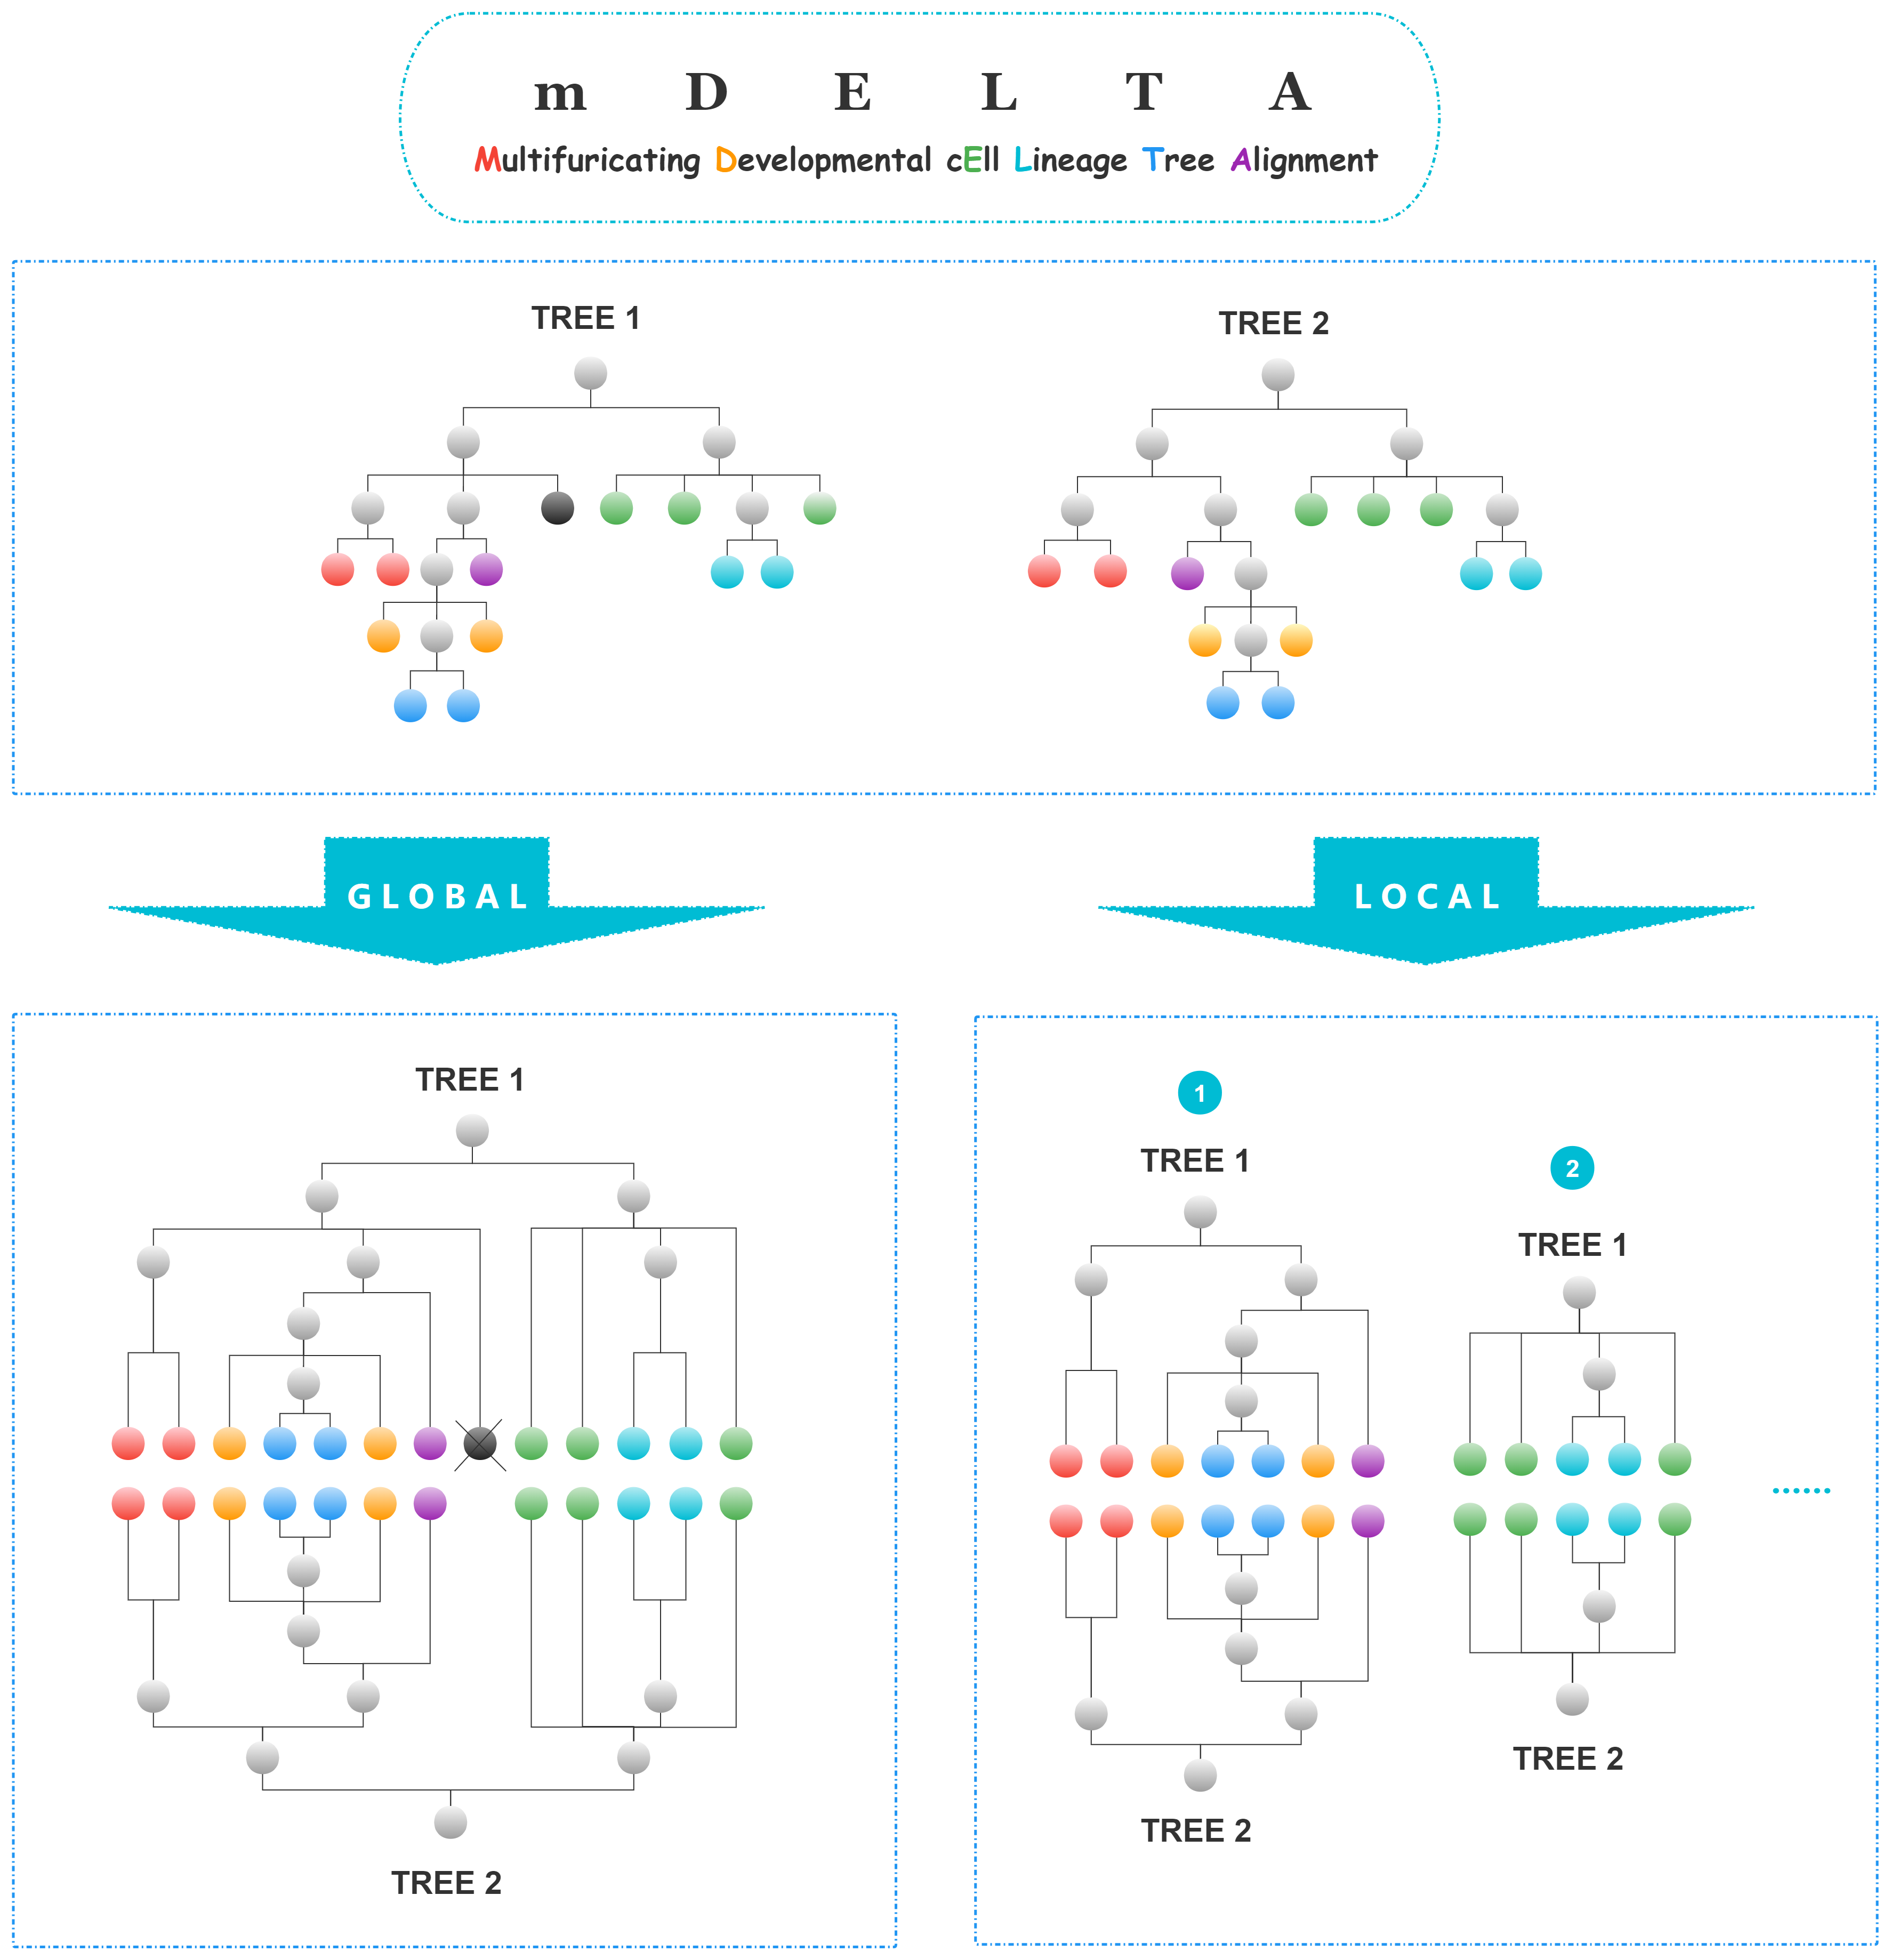 m D E L T A
Multifuricating Developmental cEll Lineage Tree Alignment
TREE 1
TREE 2
GLOBAL
LOCAL
TREE 1
TREE 2
1
TREE 1
TREE 2
2
TREE 1
TREE 2